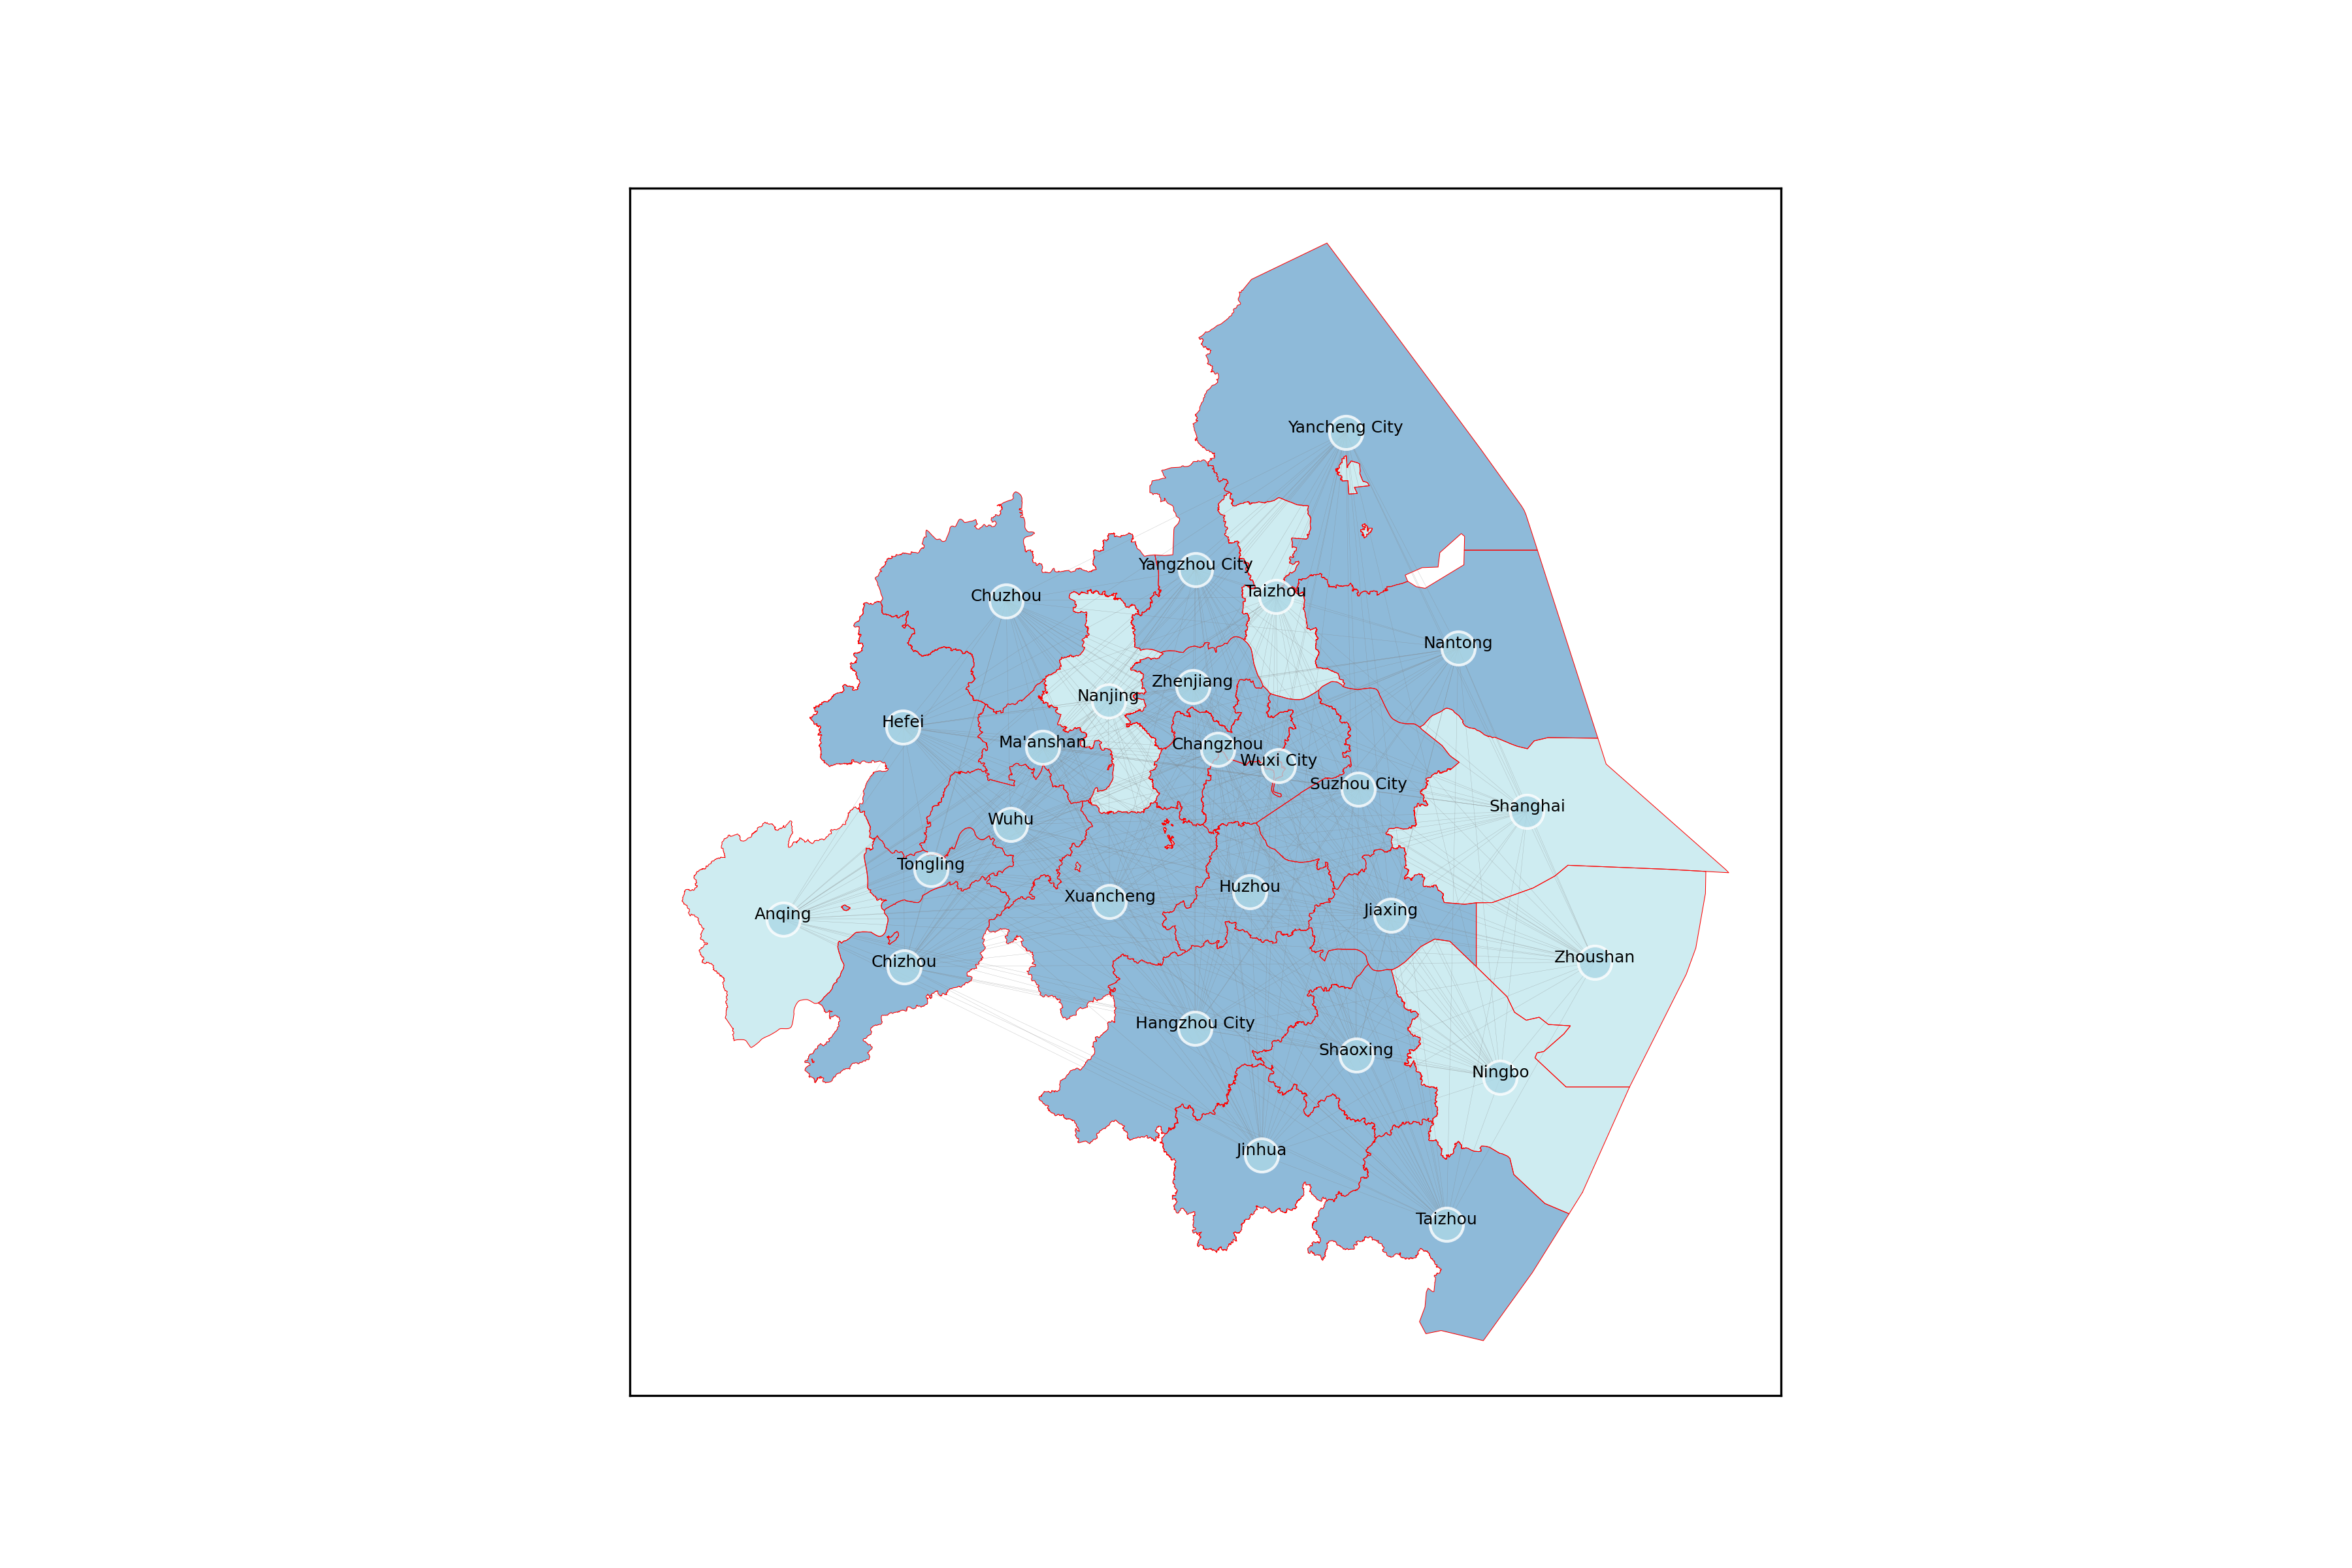 Yancheng City
Yangzhou City
Taizhou
Chuzhou
Nantong
Zhenjiang
Nanjing
Hefei
Ma'anshan
Changzhou
Wuxi City
Suzhou City
Shanghai
Wuhu
Tongling
Huzhou
Xuancheng
Jiaxing
Anqing
Zhoushan
Chizhou
Hangzhou City
Shaoxing
Ningbo
Jinhua
Taizhou